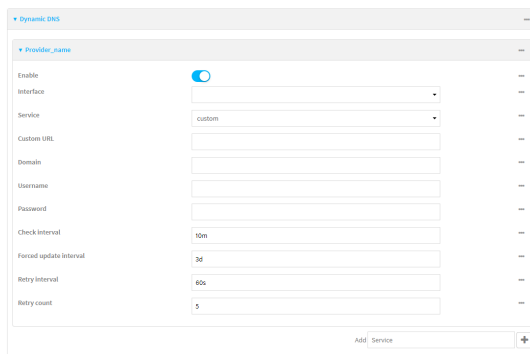 Dynamic DNS
Provider_name
Enable
Interface
Service custom
Custom URL
Domain
Username
Password
Check interval 10m
Forced update interval 3d
Retry interval 60s
Retry count 5
Add Service